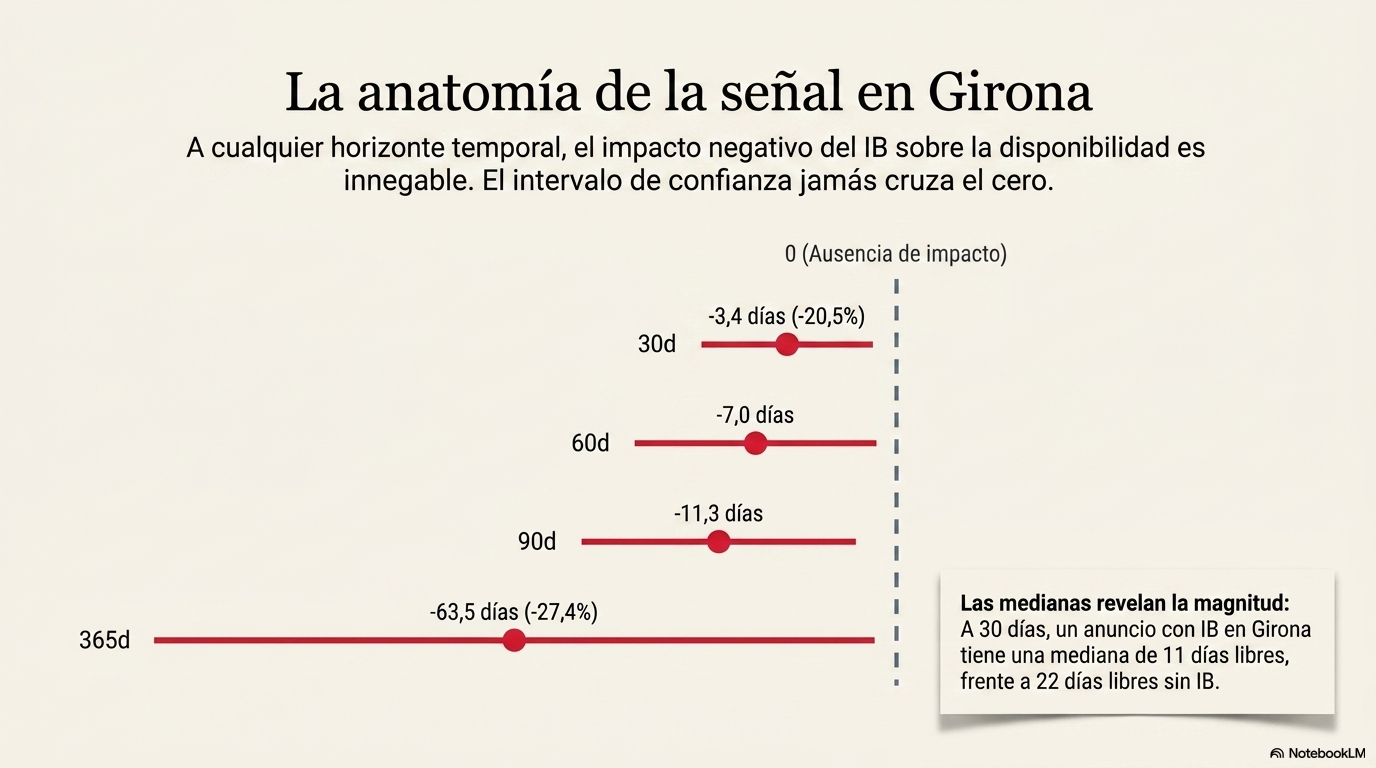 La anatomía de la señal en Girona
A cualquier horizonte temporal, el impacto negativo del IB sobre la disponibilidad es
innegable. El intervalo de confianza jamás cruza el cero.
0 (Ausencia de impacto)
-3,4 días (-20,5%)
30d
-7,0 días
60d
-11,3 días
90d
-63,5 días (-27,4%)
365d
Las medianas revelan la magnitud:
A 30 días, un anuncio con IB en Girona
tiene una mediana de 11 días libres,
frente a 22 días libres sin IB.
NotebookLM